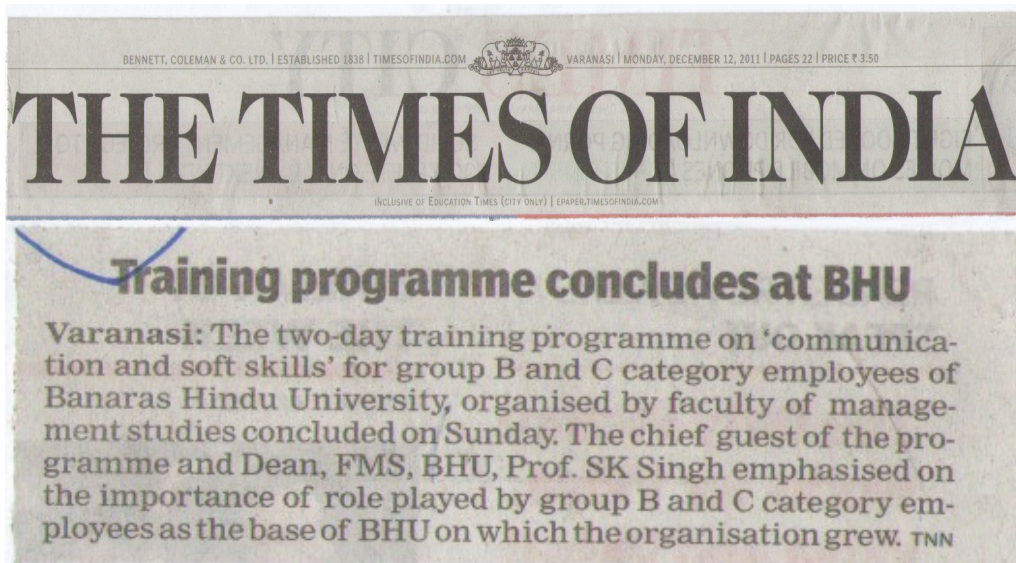 BENNETT, COLEMAN & CO. LTD. | ESTABLISHED 1838 | TIMESOFINDIA.COM VARANASI | MONDAY, DECEMBER 12, 2011 | PAGES 22 | PRICE ₹ 3.50
THE TIMES OF INDIA
INCLUSIVE OF EDUCATION TIMES (CITY ONLY) | EPAPER.TIMESOFINDIA.COM
Training programme concludes at BHU
Varanasi: The two-day training programme on 'communica-
tion and soft skills' for group B and C category employees of
Banaras Hindu University, organised by faculty of manage-
ment studies concluded on Sunday. The chief guest of the pro-
gramme and Dean, FMS, BHU, Prof. SK Singh emphasised on
the importance of role played by group B and C category em-
ployees as the base of BHU on which the organisation grew. TNN